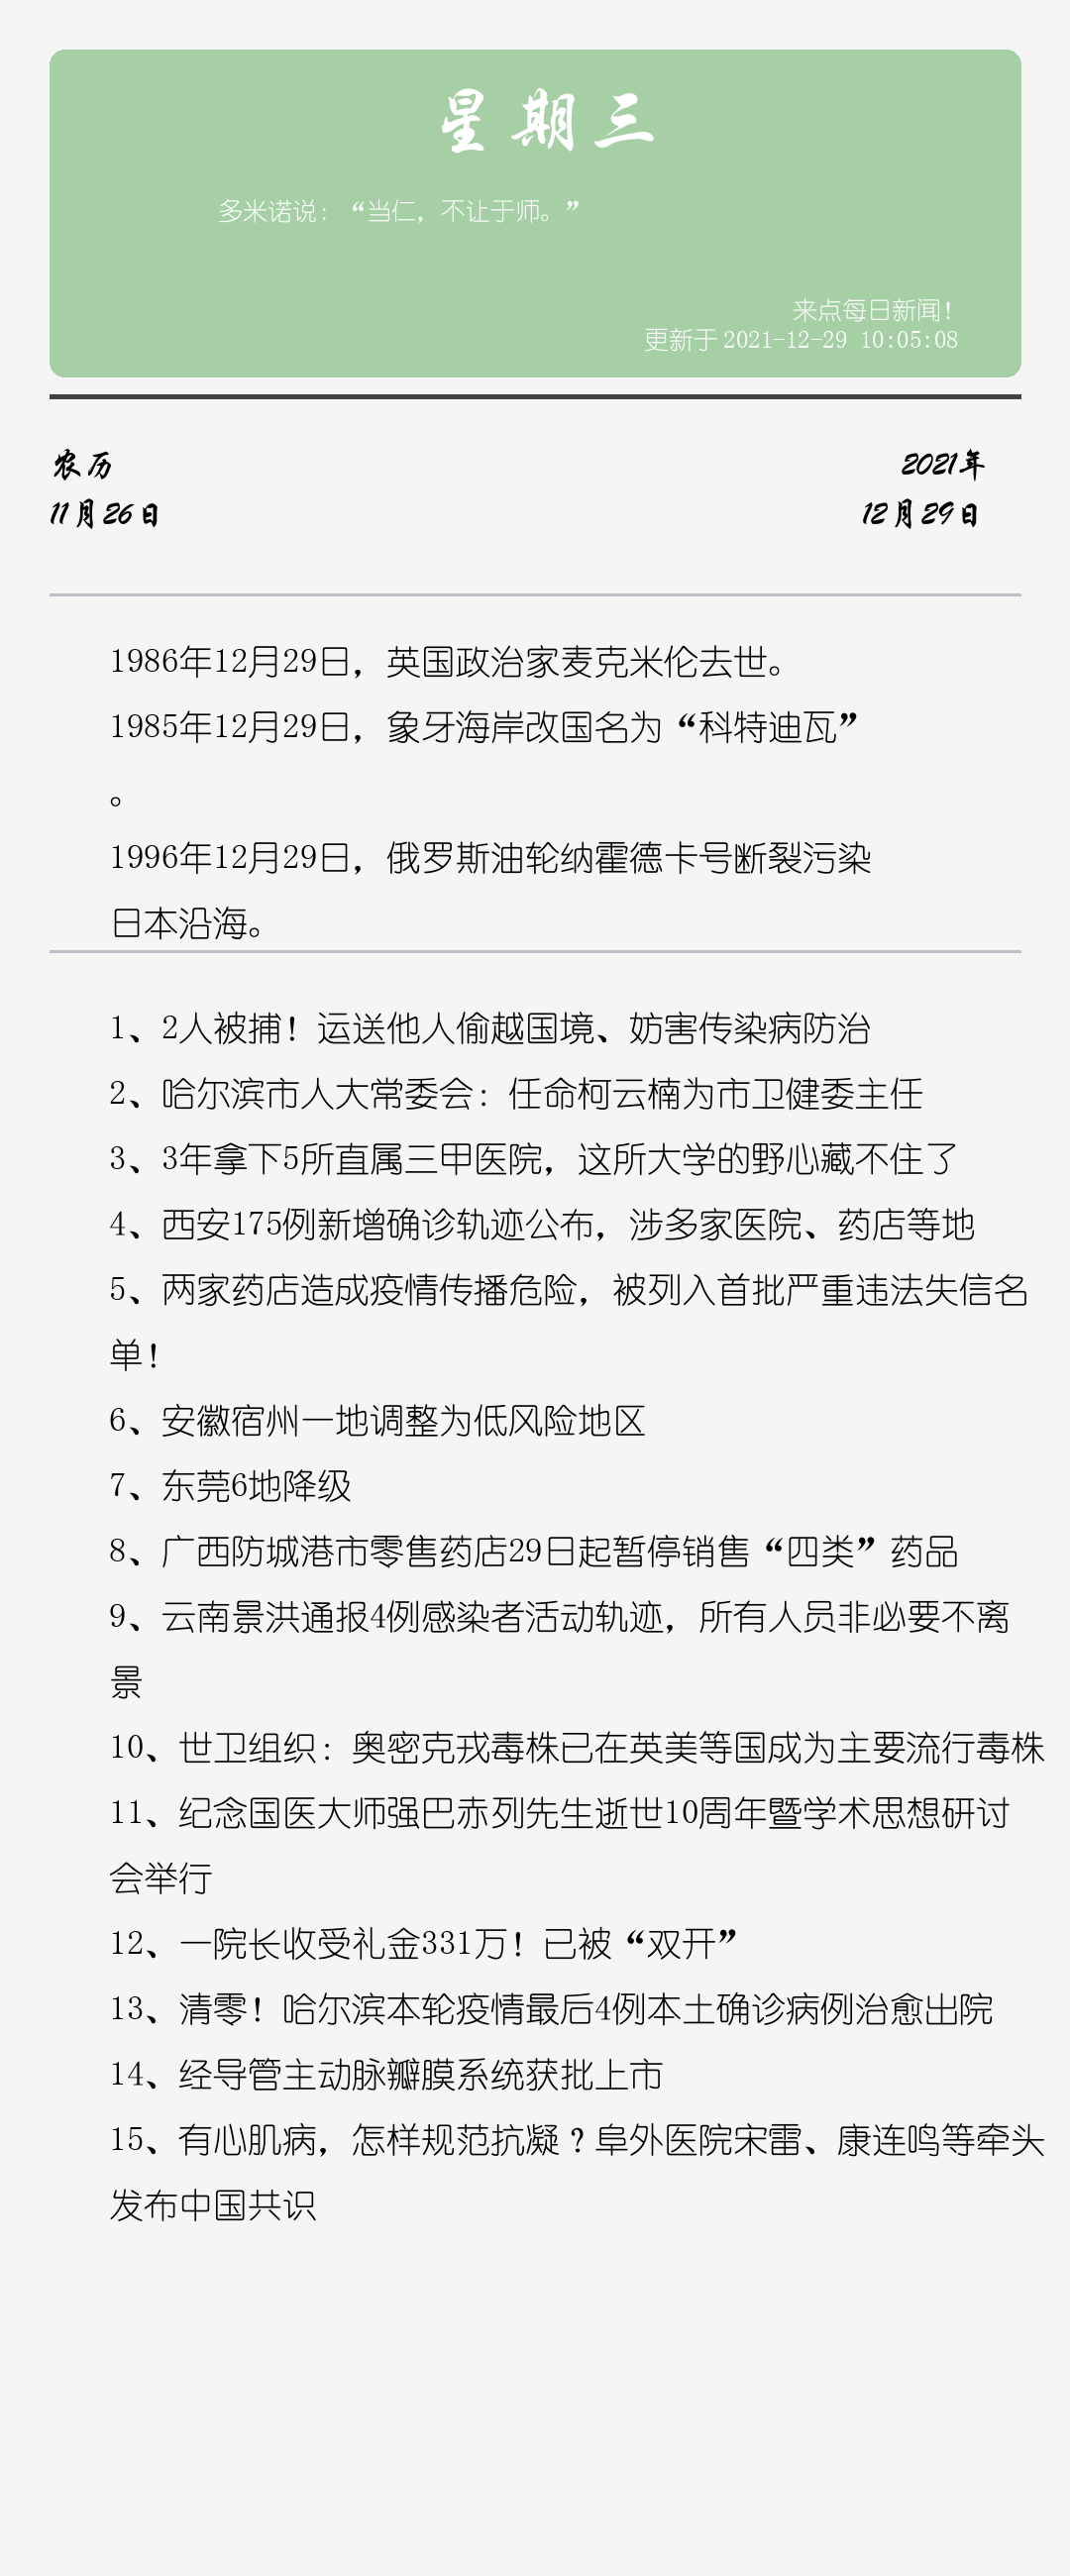 星期三
多米诺说：“当仁，不让于师。”
来点每日新闻！
更新于 2021-12-29 10:05:08
农历
2021年
11月26日
12月29日
1986年12月29日，英国政治家麦克米伦去世。
1985年12月29日，象牙海岸改国名为“科特迪瓦”
。
1996年12月29日，俄罗斯油轮纳霍德卡号断裂污染
日本沿海。
1、2人被捕！运送他人偷越国境、妨害传染病防治
2、哈尔滨市人大常委会：任命柯云楠为市卫健委主任
3、3年拿下5所直属三甲医院，这所大学的野心藏不住了
4、西安175例新增确诊轨迹公布，涉多家医院、药店等地
5、两家药店造成疫情传播危险，被列入首批严重违法失信名
单！
6、安徽宿州一地调整为低风险地区
7、东莞6地降级
8、广西防城港市零售药店29日起暂停销售“四类”药品
9、云南景洪通报4例感染者活动轨迹，所有人员非必要不离
景
10、世卫组织：奥密克戎毒株已在英美等国成为主要流行毒株
11、纪念国医大师强巴赤列先生逝世10周年暨学术思想研讨
会举行
12、一院长收受礼金331万！已被“双开”
13、清零！哈尔滨本轮疫情最后4例本土确诊病例治愈出院
14、经导管主动脉瓣膜系统获批上市
15、有心肌病，怎样规范抗凝？阜外医院宋雷、康连鸣等牵头
发布中国共识